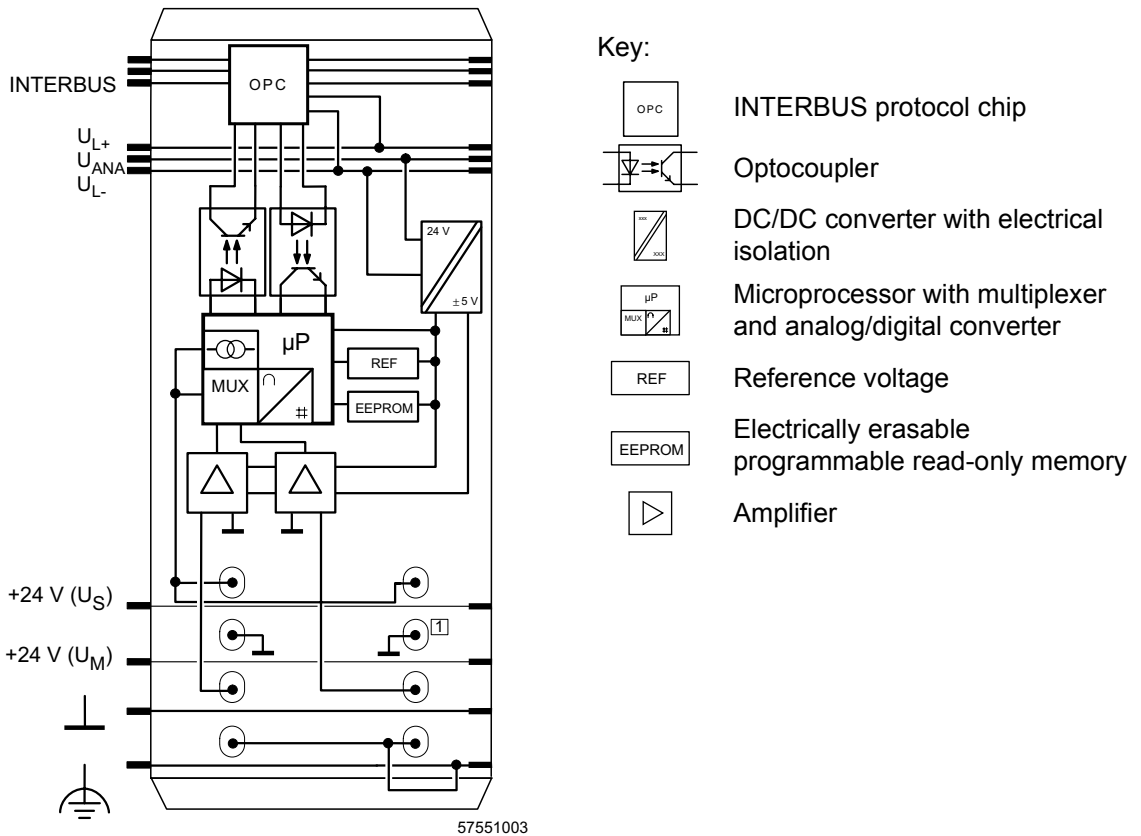 INTERBUS
OPC
U_L+
U_ANA
U_L-
24 V
± 5 V
µP
REF
MUX
∩
#
EEPROM
+24 V (U_S)
1
+24 V (U_M)
57551003
Key:
OPC
INTERBUS protocol chip
Optocoupler
xxx
xxx
DC/DC converter with electrical
isolation
µP
MUX
∩
#
Microprocessor with multiplexer
and analog/digital converter
REF
Reference voltage
EEPROM
Electrically erasable
programmable read-only memory
Amplifier